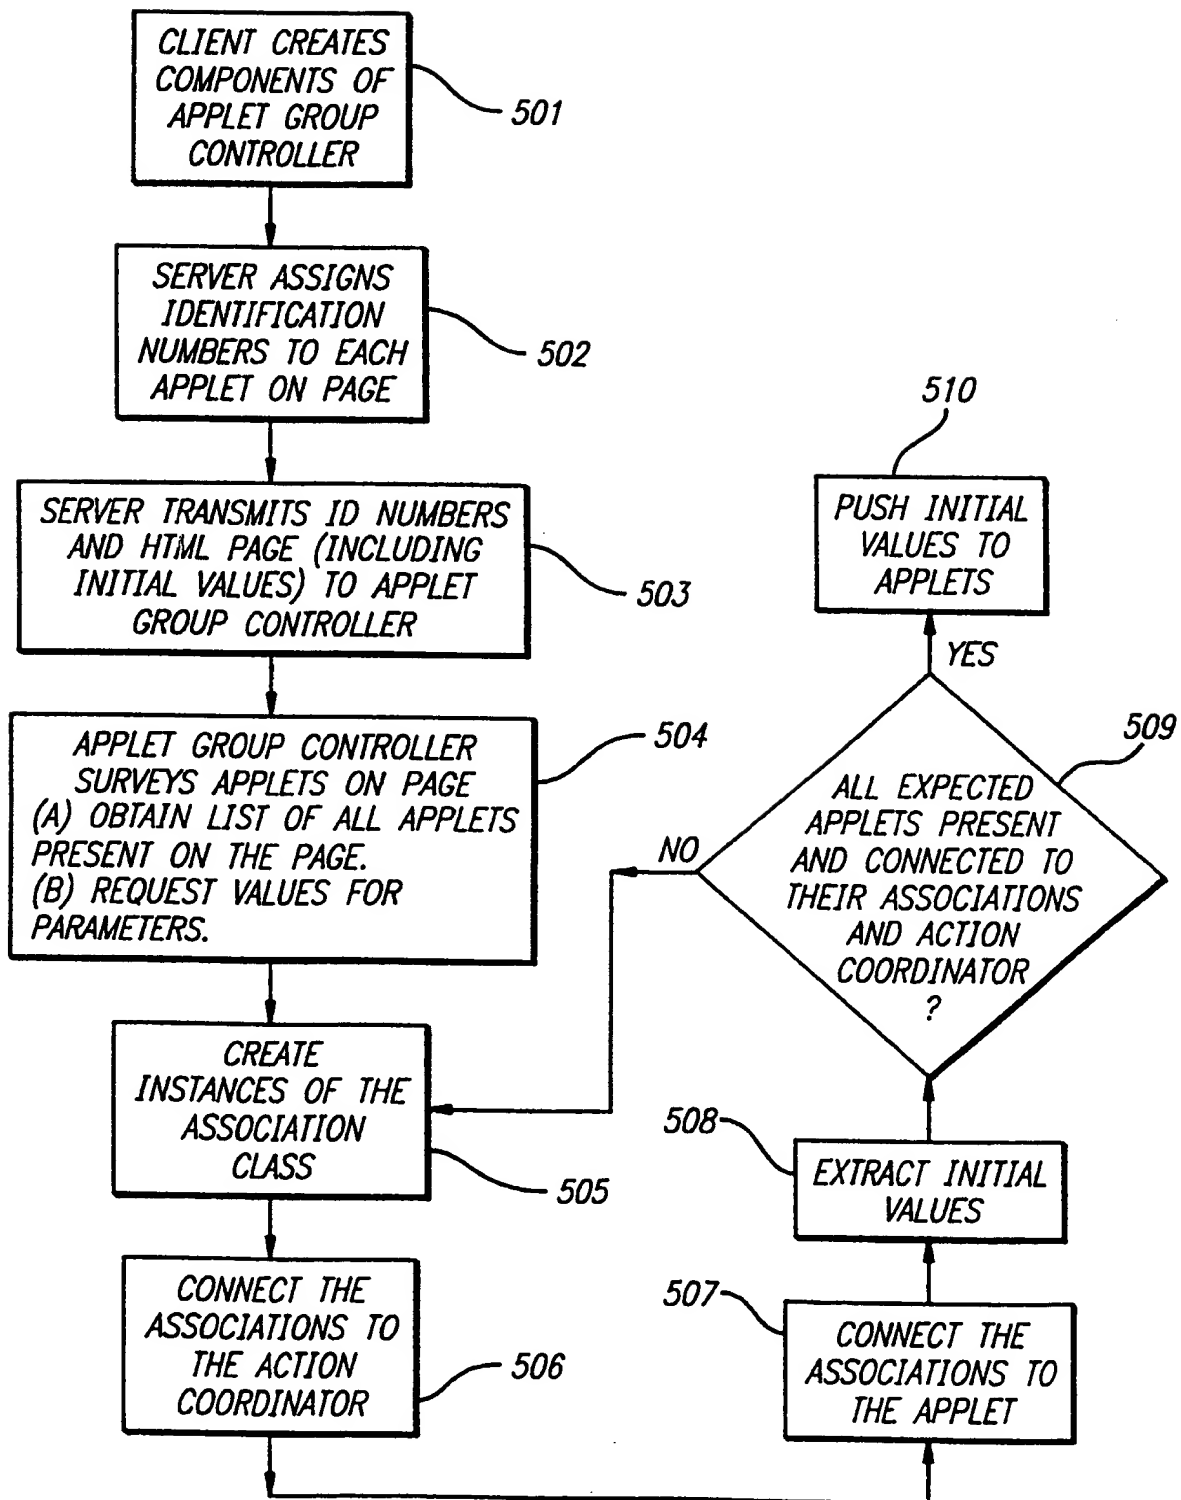 CLIENT CREATES
COMPONENTS OF
APPLET GROUP
CONTROLLER
501
SERVER ASSIGNS
IDENTIFICATION
NUMBERS TO EACH
APPLET ON PAGE
502
SERVER TRANSMITS ID NUMBERS
AND HTML PAGE (INCLUDING
INITIAL VALUES) TO APPLET
GROUP CONTROLLER
503
APPLET GROUP CONTROLLER
SURVEYS APPLETS ON PAGE
(A) OBTAIN LIST OF ALL APPLETS
PRESENT ON THE PAGE.
(B) REQUEST VALUES FOR
PARAMETERS.
504
CREATE
INSTANCES OF THE
ASSOCIATION
CLASS
505
CONNECT THE
ASSOCIATIONS TO
THE ACTION
COORDINATOR
506
507
CONNECT THE
ASSOCIATIONS TO
THE APPLET
508
EXTRACT INITIAL
VALUES
509
ALL EXPECTED
APPLETS PRESENT
AND CONNECTED TO
THEIR ASSOCIATIONS
AND ACTION
COORDINATOR
?
NO
YES
510
PUSH INITIAL
VALUES TO
APPLETS